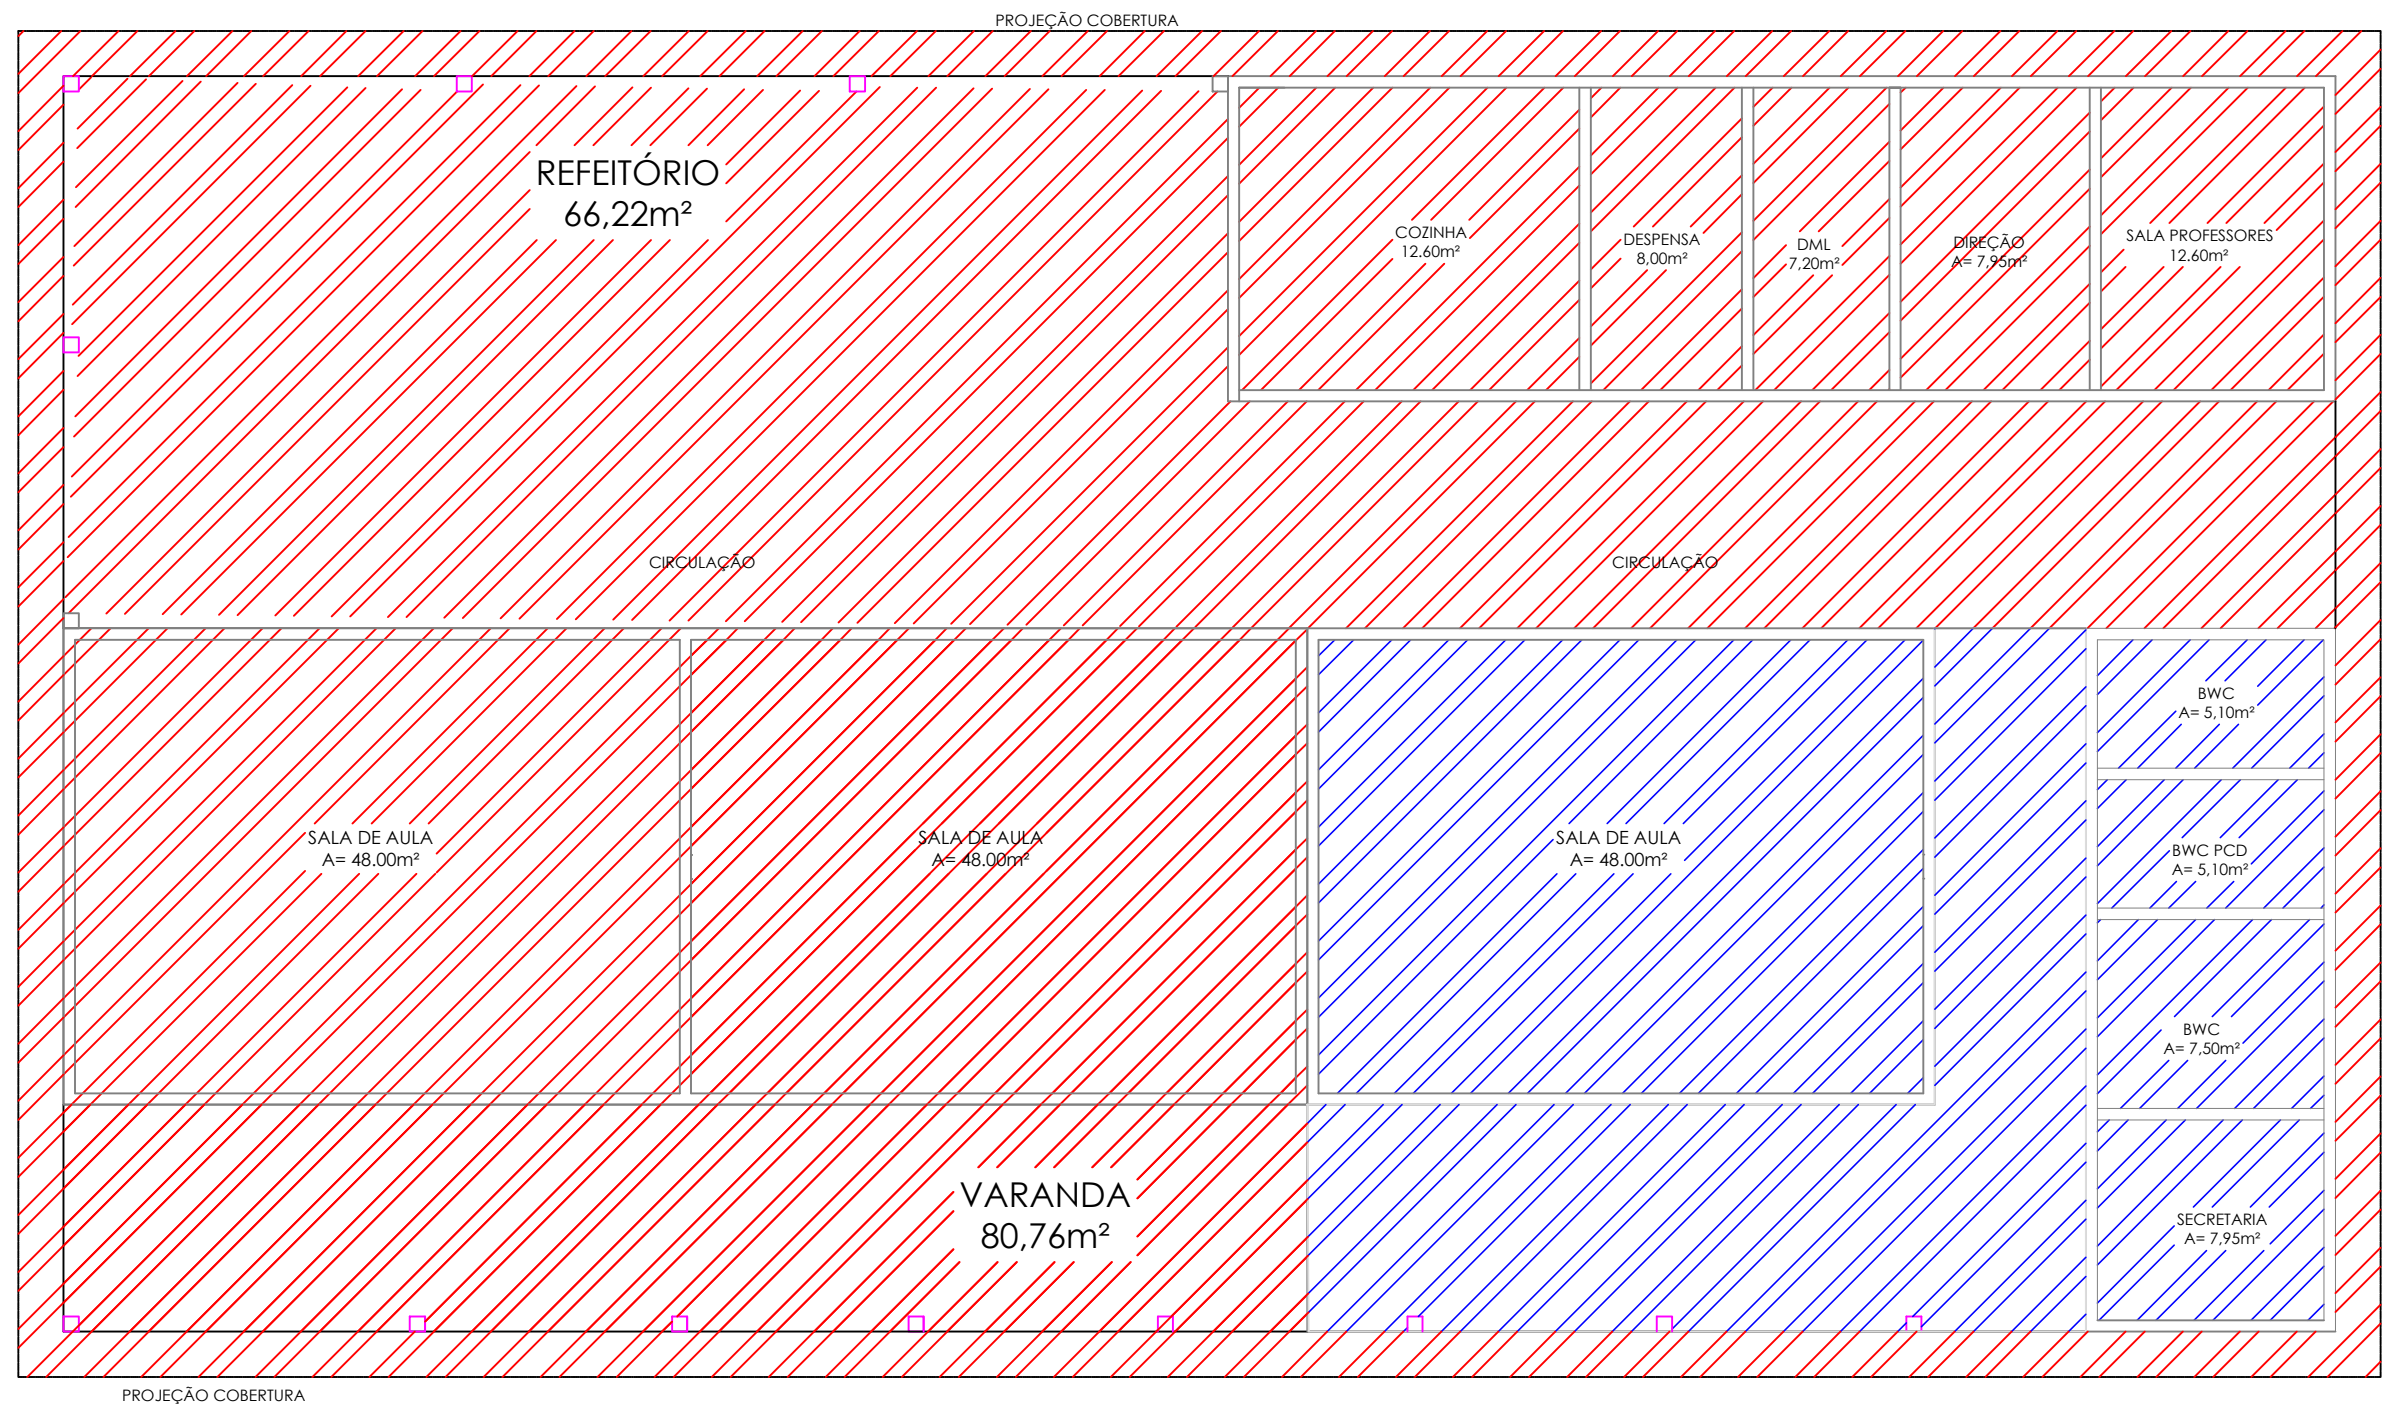 PROJEÇÃO COBERTURA
REFEITÓRIO
66,22m²
COZINHA
12.60m²
DESPENSA
8,00m²
DML
7,20m²
DIREÇÃO
A= 7,95m²
SALA PROFESSORES
12.60m²
CIRCULAÇÃO
CIRCULAÇÃO
SALA DE AULA
A= 48.00m²
SALA DE AULA
A= 48.00m²
SALA DE AULA
A= 48.00m²
BWC
A= 5,10m²
BWC PCD
A= 5,10m²
BWC
A= 7,50m²
VARANDA
80,76m²
SECRETARIA
A= 7,95m²
PROJEÇÃO COBERTURA